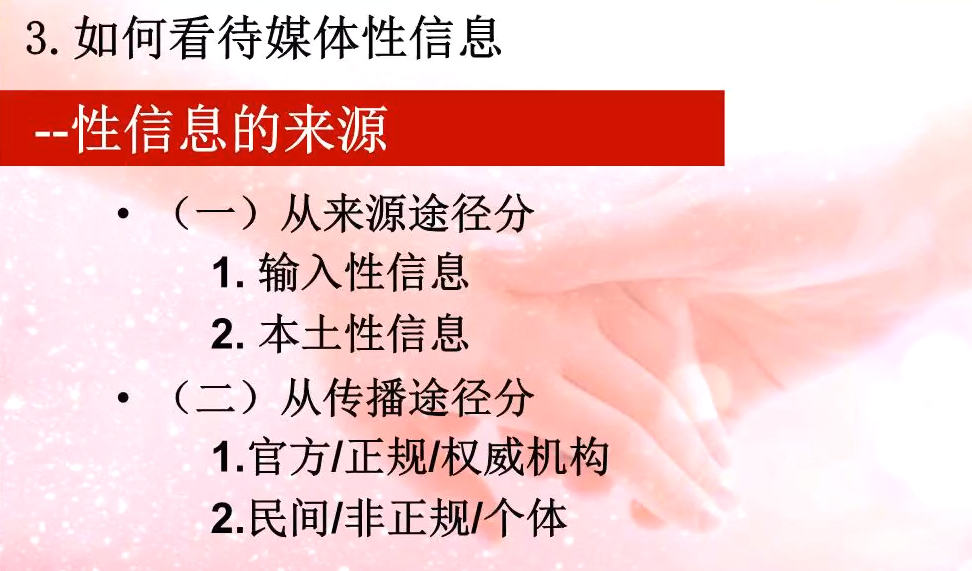 3. 如何看待媒体性信息
--性信息的来源
• （一）从来源途径分
1. 输入性信息
2. 本土性信息
• （二）从传播途径分
1.官方/正规/权威机构
2.民间/非正规/个体